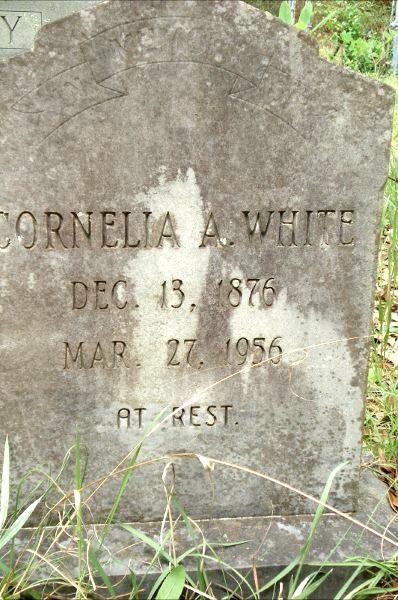 Y
CORNELIA A. WHITE
DEC. 13, 1876
MAR. 27, 1956
AT REST.